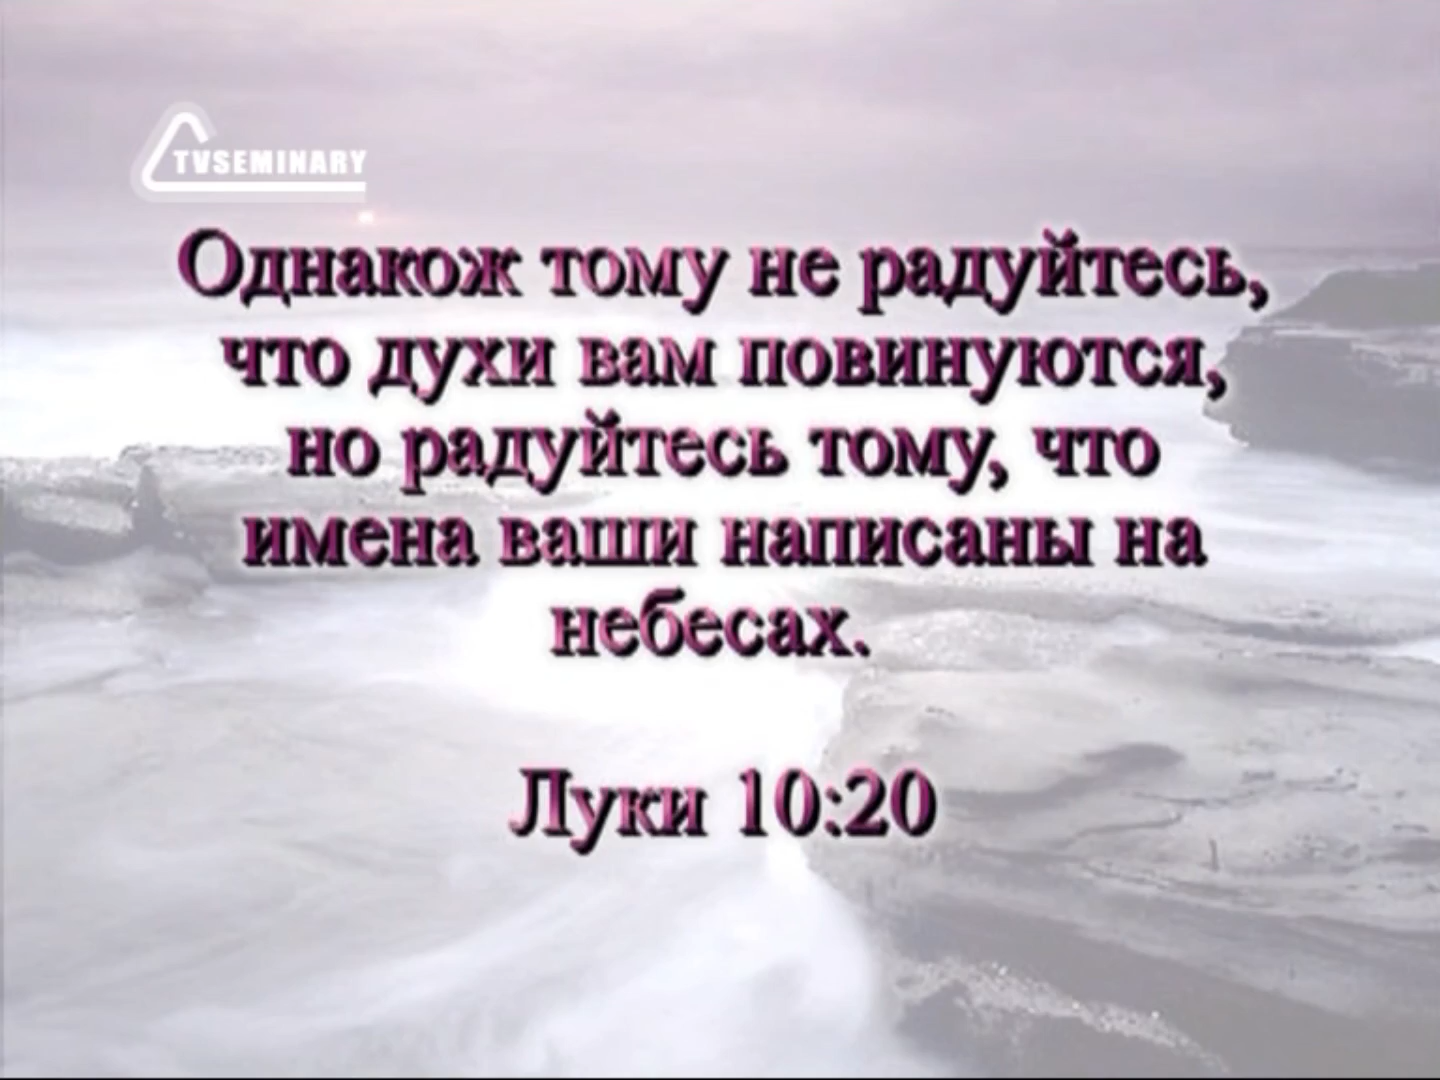 TVSEMINARY
Однакож тому не радуйтесь,
что духи вам повинуются,
но радуйтесь тому, что
имена ваши написаны на
небесах.
Луки 10:20